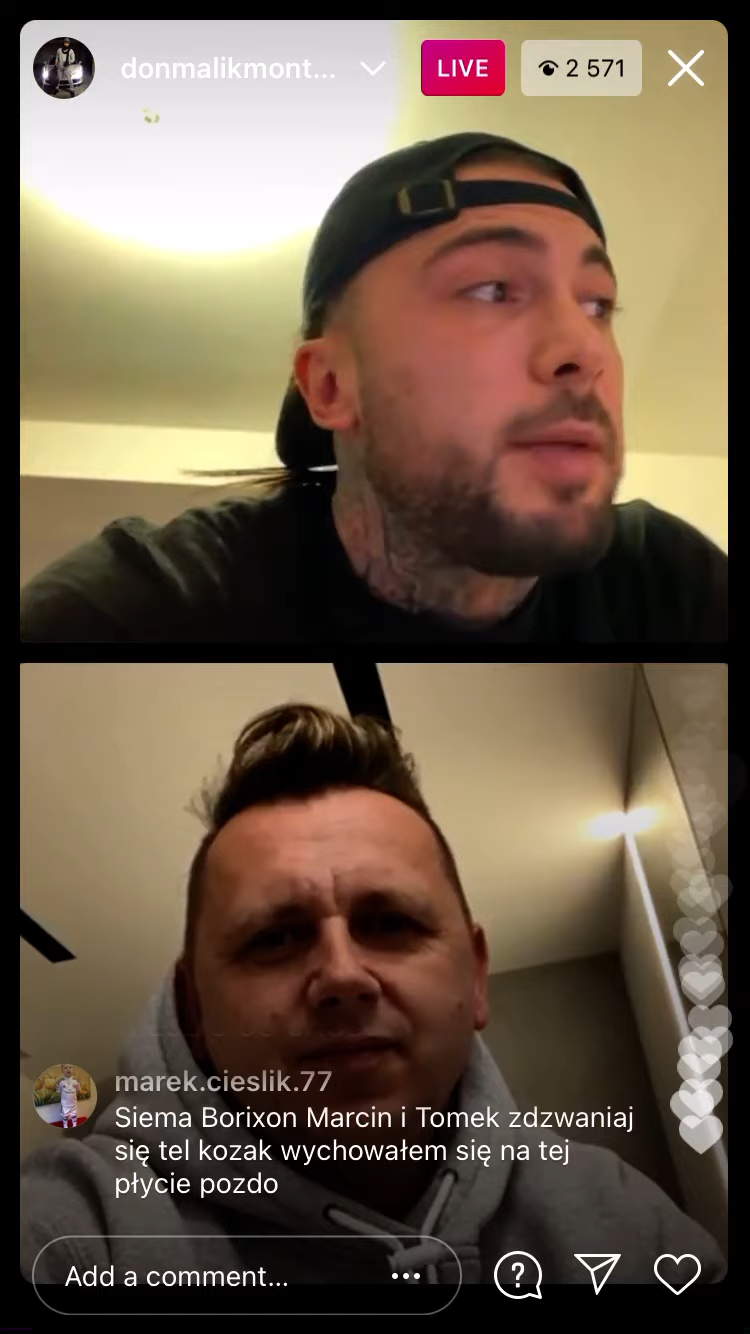 donmalikmont...
LIVE
2 571
marek.cieslik.77
Siema Borixon Marcin i Tomek zdzwaniaj
się tel kozak wychowałem się na tej
płycie pozdo
Add a comment...